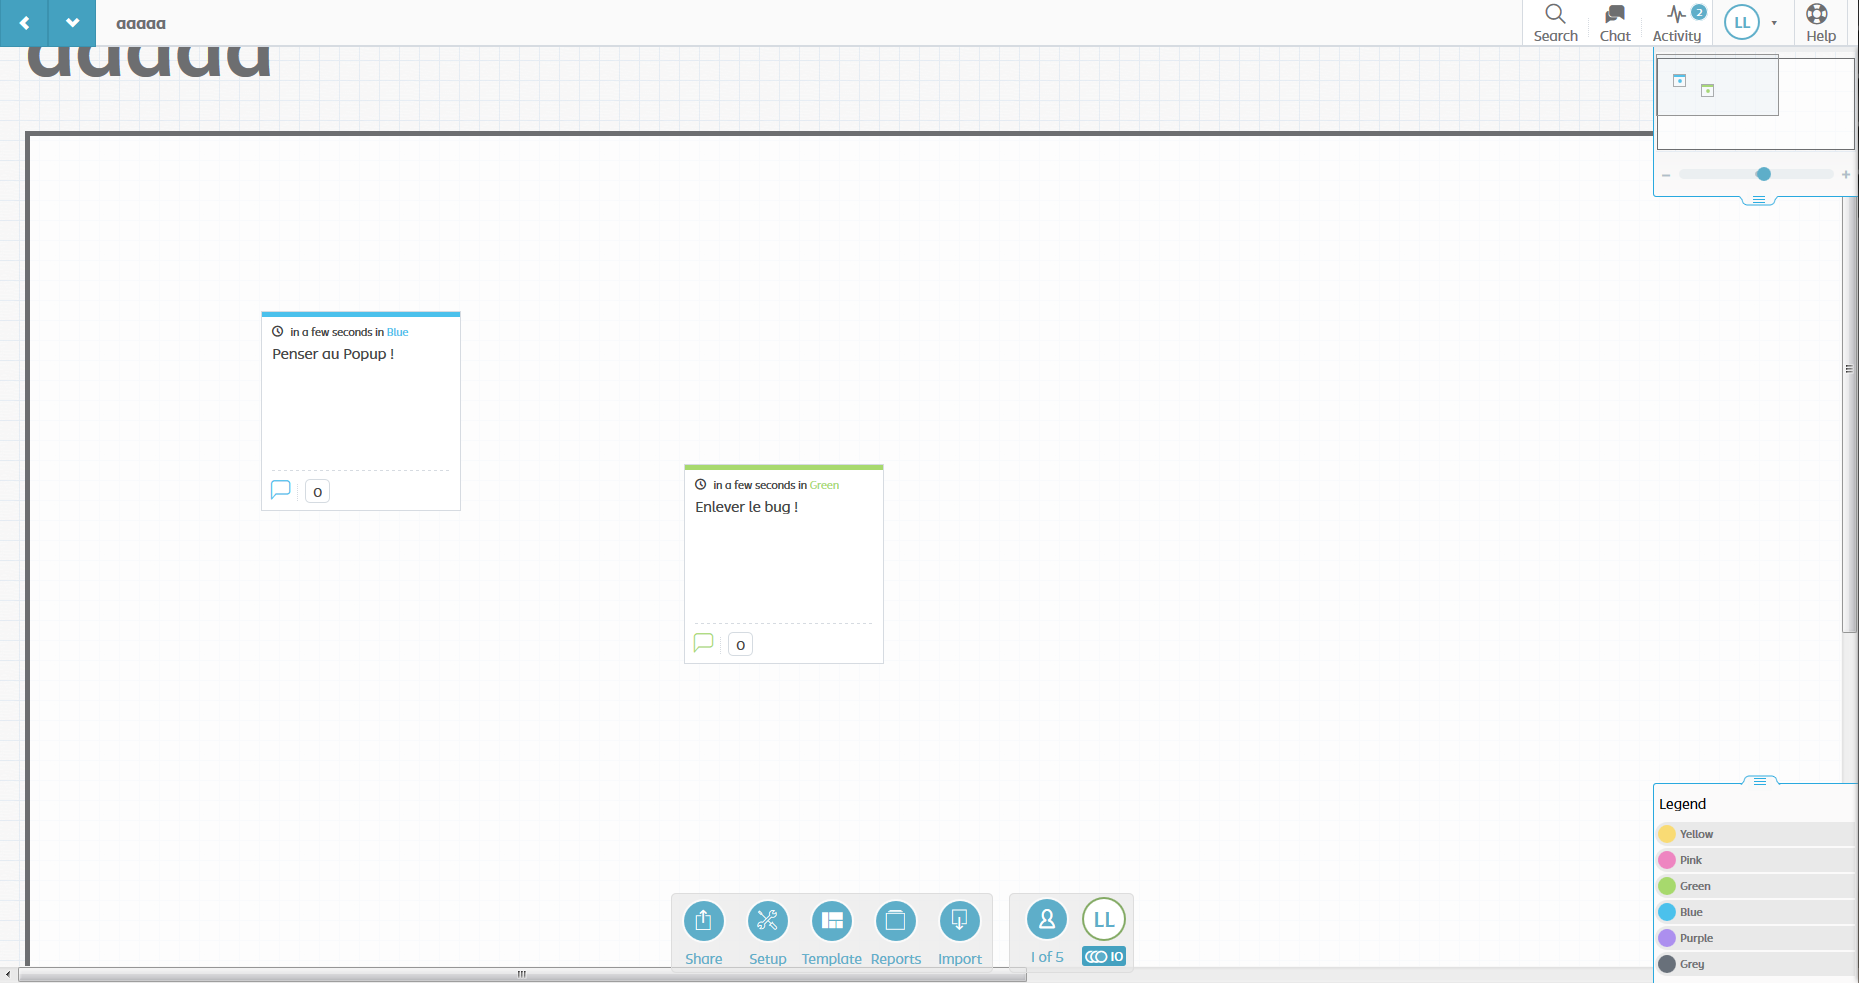 aaaaa
Search
Chat
Activity
2
LL
Help
aaaaa
in a few seconds in Blue
Penser au Popup !
0
in a few seconds in Green
Enlever le bug !
0
Legend
Yellow
Pink
Green
Blue
Purple
Grey
Share
Setup
Template
Reports
Import
1 of 5
LL
10